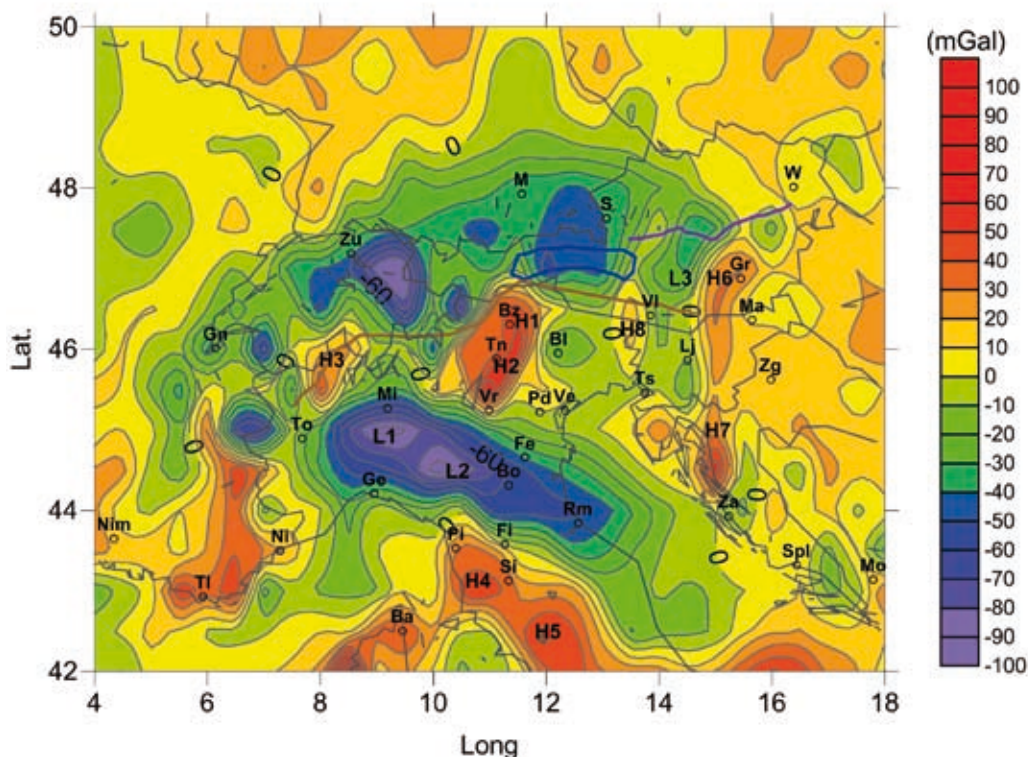 50
(mGal)
100
90
80
70
60
50
40
30
20
10
0
-10
-20
-30
-40
-50
-60
-70
-80
-90
-100
0
0
0
48
W
M
S
Zu
-60
L3
H6
Gr
Bz
H1
Vl
H8
0
Ma
Lat.
46
Gn
0
H3
0
Tn
H2
Bl
0
Lj
Zg
Mi
Vr
Pd
Ve
Ts
To
L1
H7
0
Fe
-60
L2
Bo
Ge
Za
0
44
Rm
Nim
Ni
0
Pi
Fi
0
Spl
Si
Mo
Tl
H4
Ba
H5
42
4
6
8
10
12
14
16
18
Long